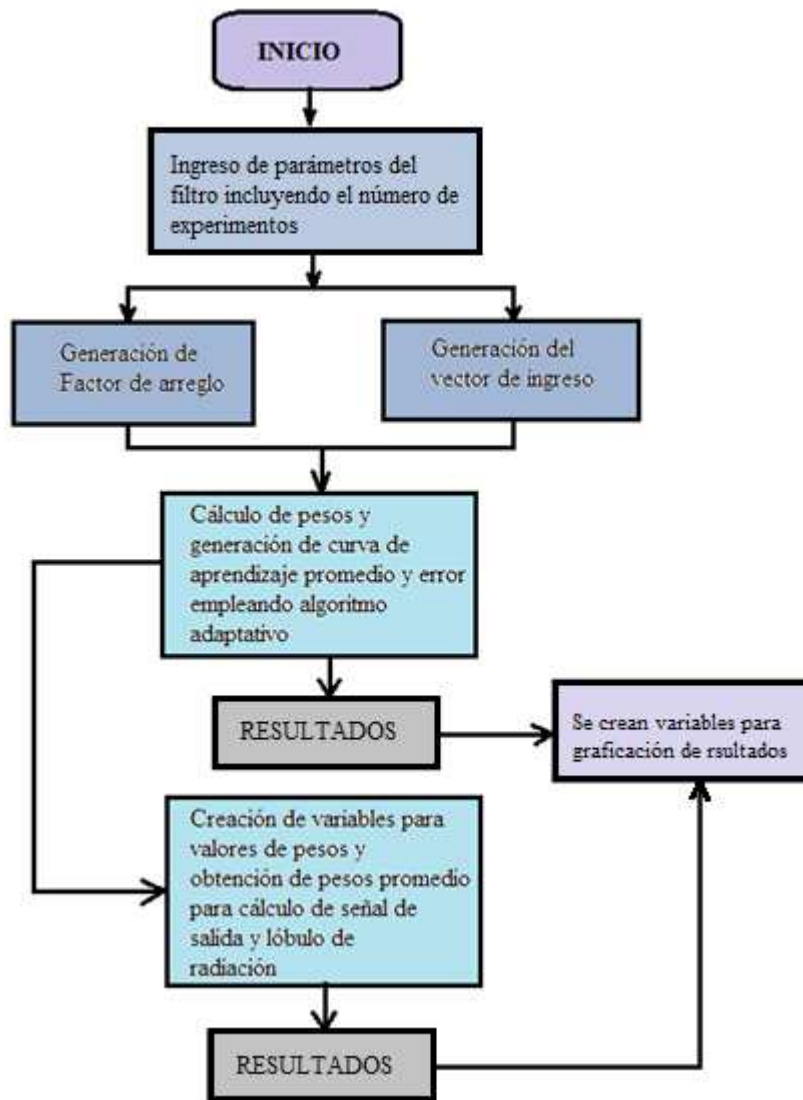 INICIO
Ingreso de parámetros del
filtro incluyendo el número de
experimentos
Generación de
Factor de arreglo
Generación del
vector de ingreso
Cálculo de pesos y
generación de curva de
aprendizaje promedio y error
empleando algoritmo
adaptativo
RESULTADOS
Se crean variables para
graficación de rsultados
Creación de variables para
valores de pesos y
obtención de pesos promedio
para cálculo de señal de
salida y lóbulo de
radiación
RESULTADOS